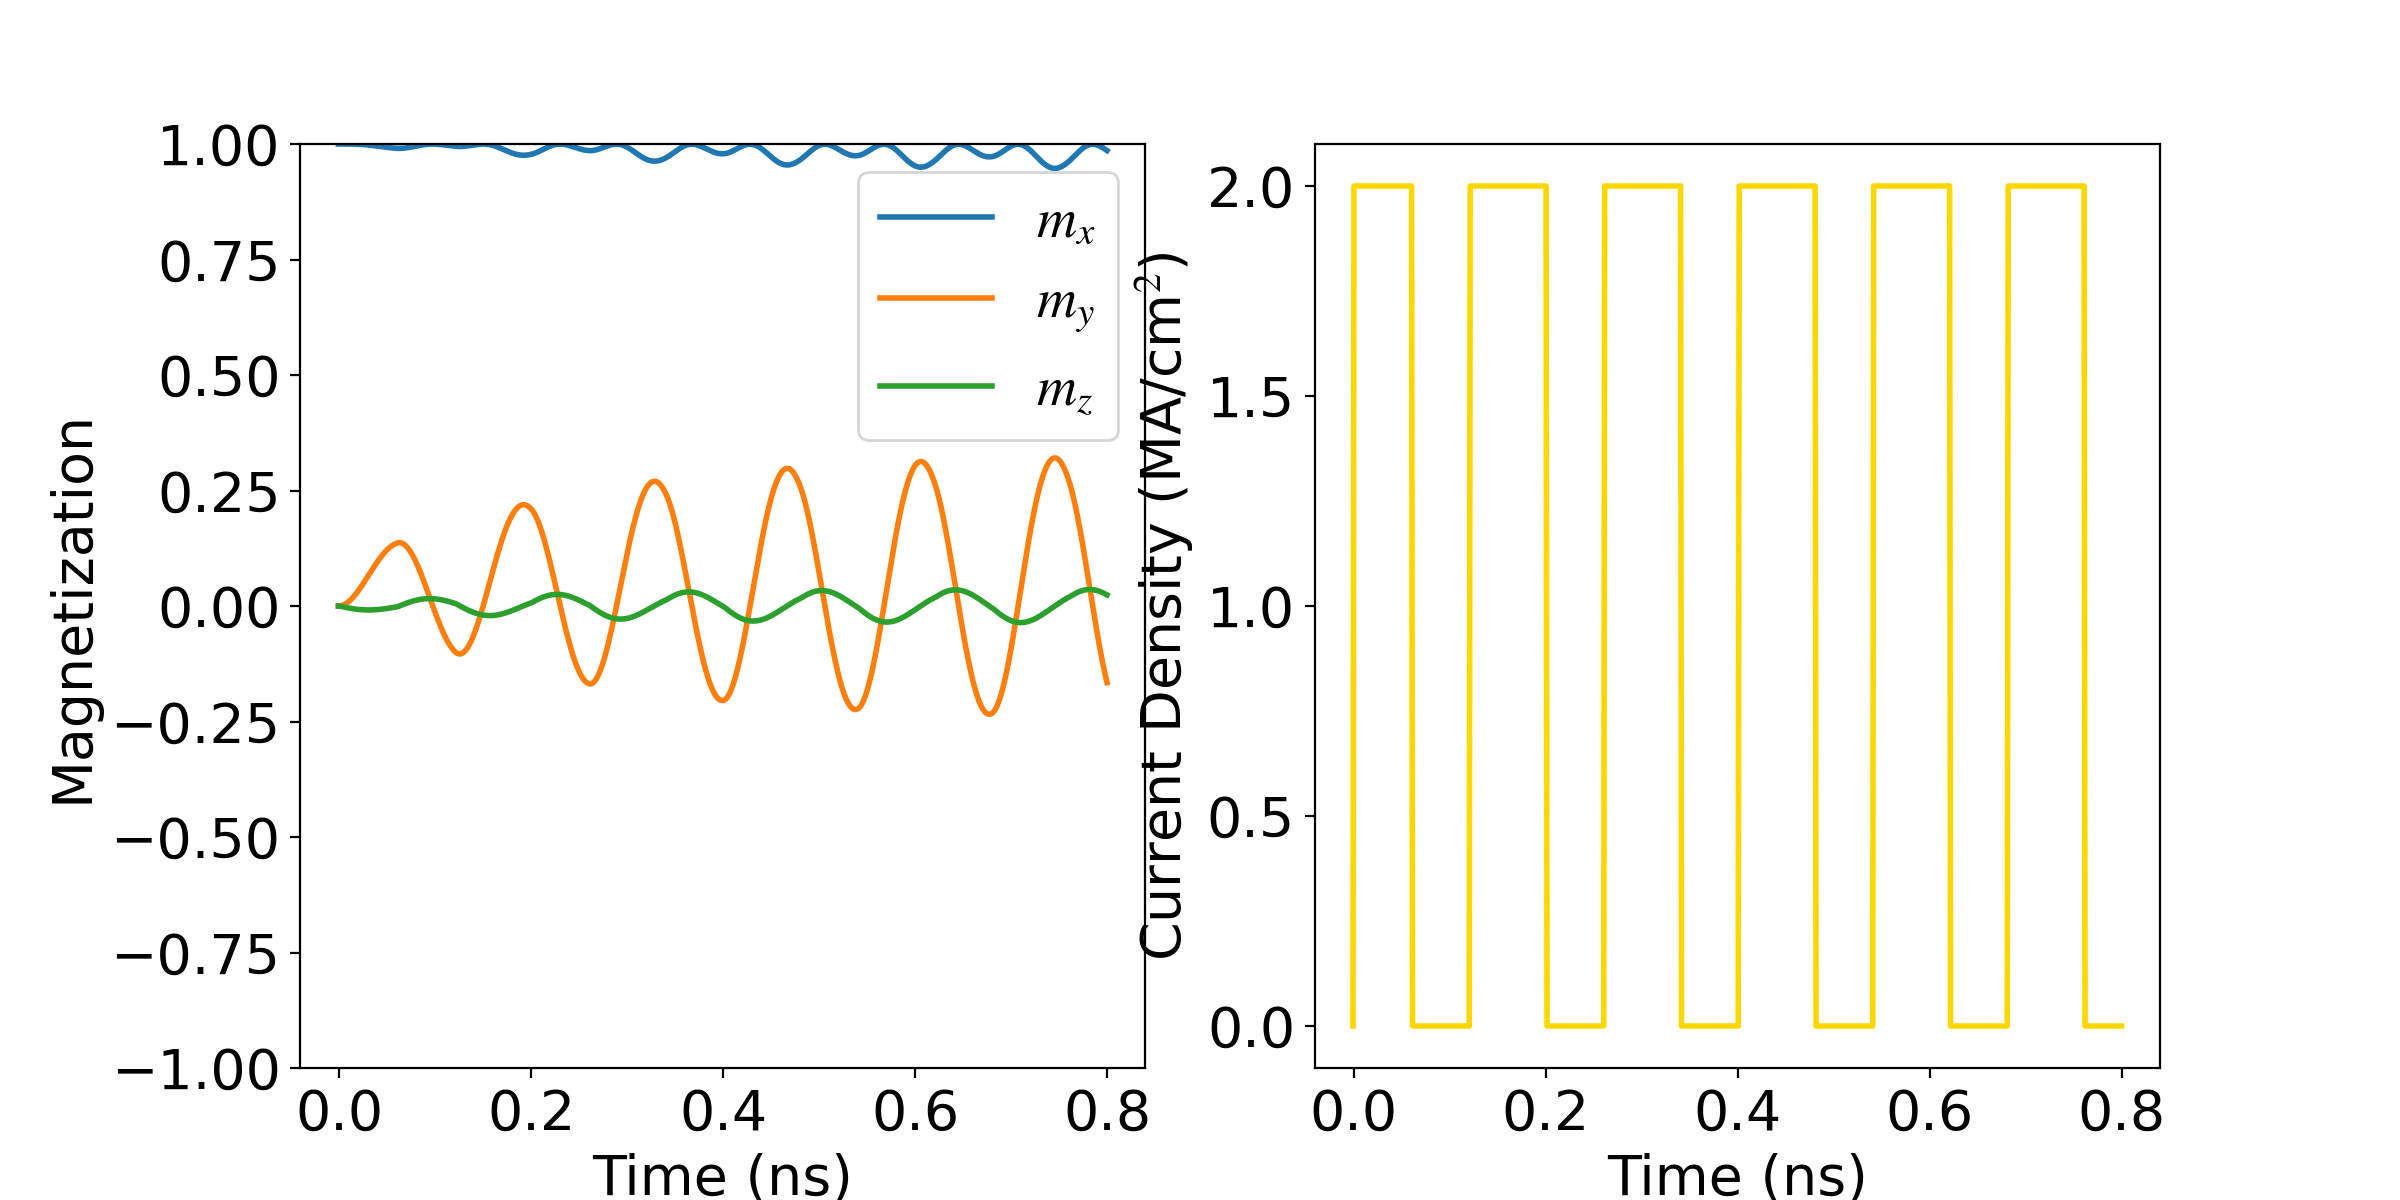 1.00
0.75
0.50
0.25
0.00
−0.25
−0.50
−0.75
−1.00
Magnetization
0.0 0.2 0.4 0.6 0.8
Time (ns)
m_x
m_y
m_z
2.0
1.5
1.0
0.5
0.0
Current Density (MA/cm²)
0.0 0.2 0.4 0.6 0.8
Time (ns)